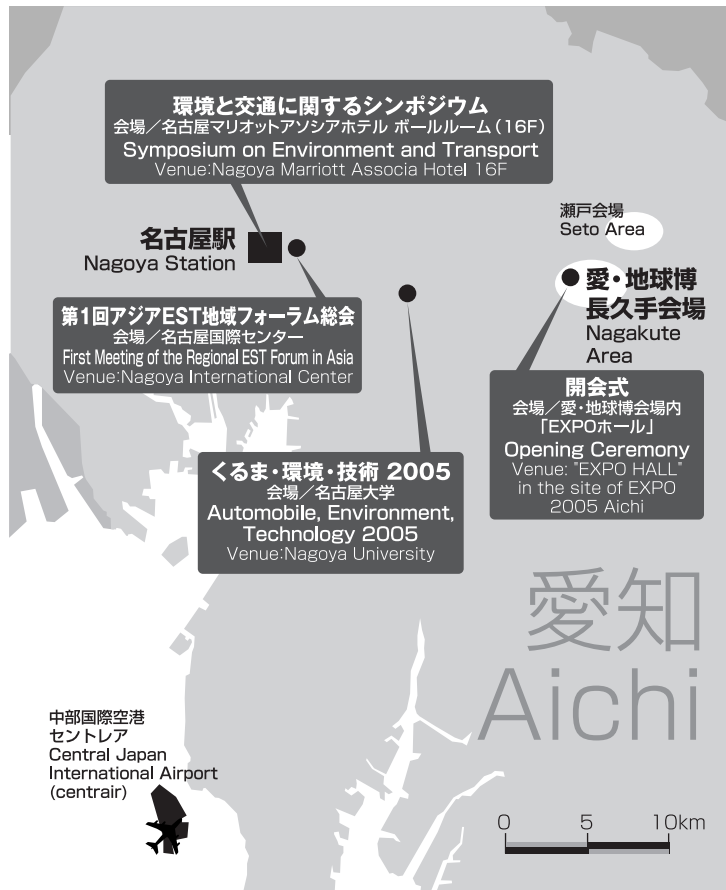 環境と交通に関するシンポジウム
会場／名古屋マリオットアソシアホテル ボールルーム（16F）
Symposium on Environment and Transport
Venue:Nagoya Marriott Associa Hotel 16F
瀬戸会場
Seto Area
名古屋駅
Nagoya Station
愛・地球博
長久手会場
Nagakute
Area
第1回アジアEST地域フォーラム総会
会場／名古屋国際センター
First Meeting of the Regional EST Forum in Asia
Venue:Nagoya International Center
開会式
会場／愛・地球博会場内
「EXPOホール」
Opening Ceremony
Venue: "EXPO HALL"
in the site of EXPO
2005 Aichi
くるま・環境・技術 2005
会場／名古屋大学
Automobile, Environment,
Technology 2005
Venue:Nagoya University
愛知
Aichi
中部国際空港
セントレア
Central Japan
International Airport
(centrair)
0 5 10km